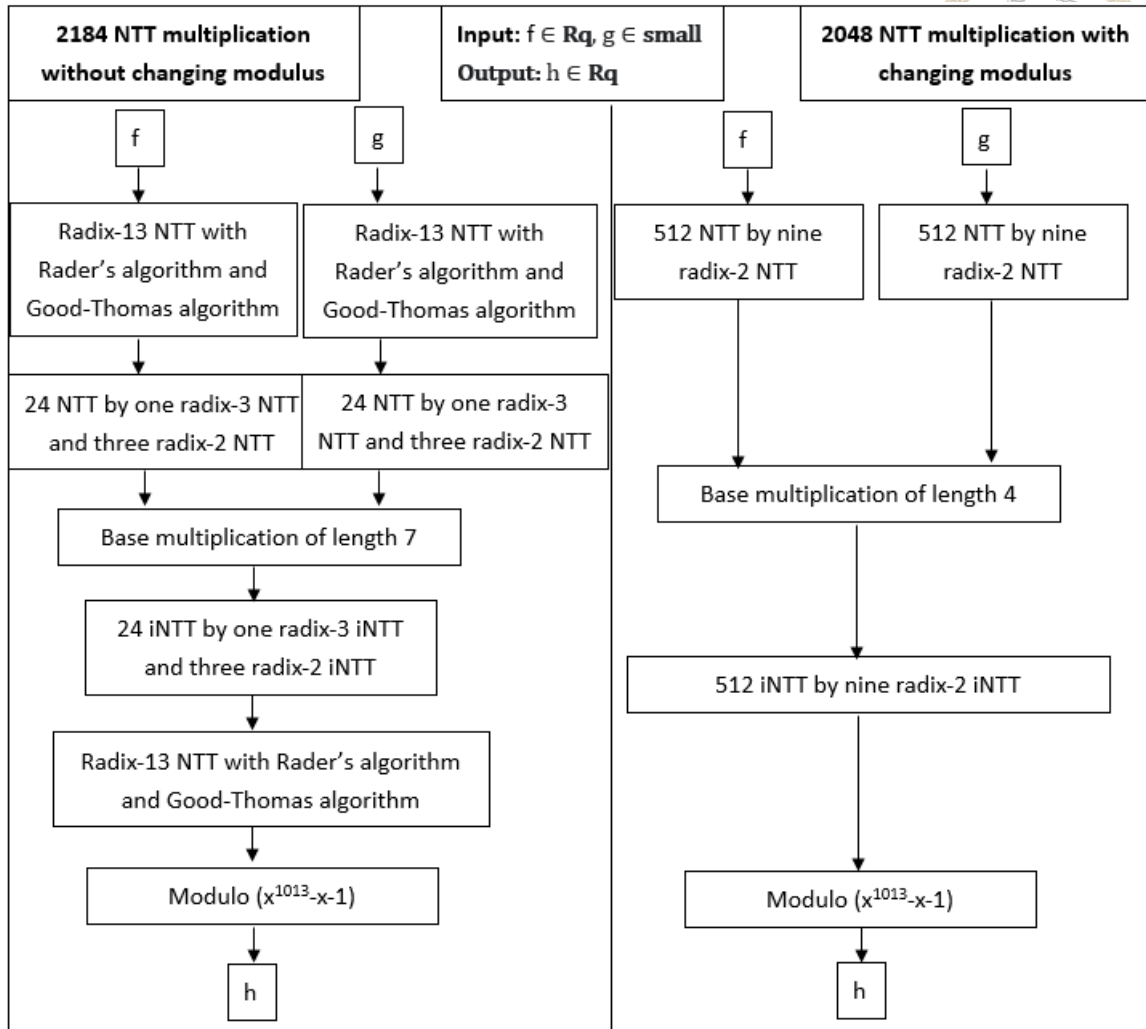 2184 NTT multiplication
without changing modulus
Input: f ∈ Rq, g ∈ small
Output: h ∈ Rq
2048 NTT multiplication with
changing modulus
f
g
Radix-13 NTT with
Rader’s algorithm and
Good-Thomas algorithm
Radix-13 NTT with
Rader’s algorithm and
Good-Thomas algorithm
24 NTT by one radix-3 NTT
and three radix-2 NTT
24 NTT by one radix-3
NTT and three radix-2 NTT
Base multiplication of length 7
24 iNTT by one radix-3 iNTT
and three radix-2 iNTT
Radix-13 NTT with Rader’s algorithm
and Good-Thomas algorithm
Modulo (x¹⁰¹³-x-1)
h
f
g
512 NTT by nine
radix-2 NTT
512 NTT by nine
radix-2 NTT
Base multiplication of length 4
512 iNTT by nine radix-2 iNTT
Modulo (x¹⁰¹³-x-1)
h